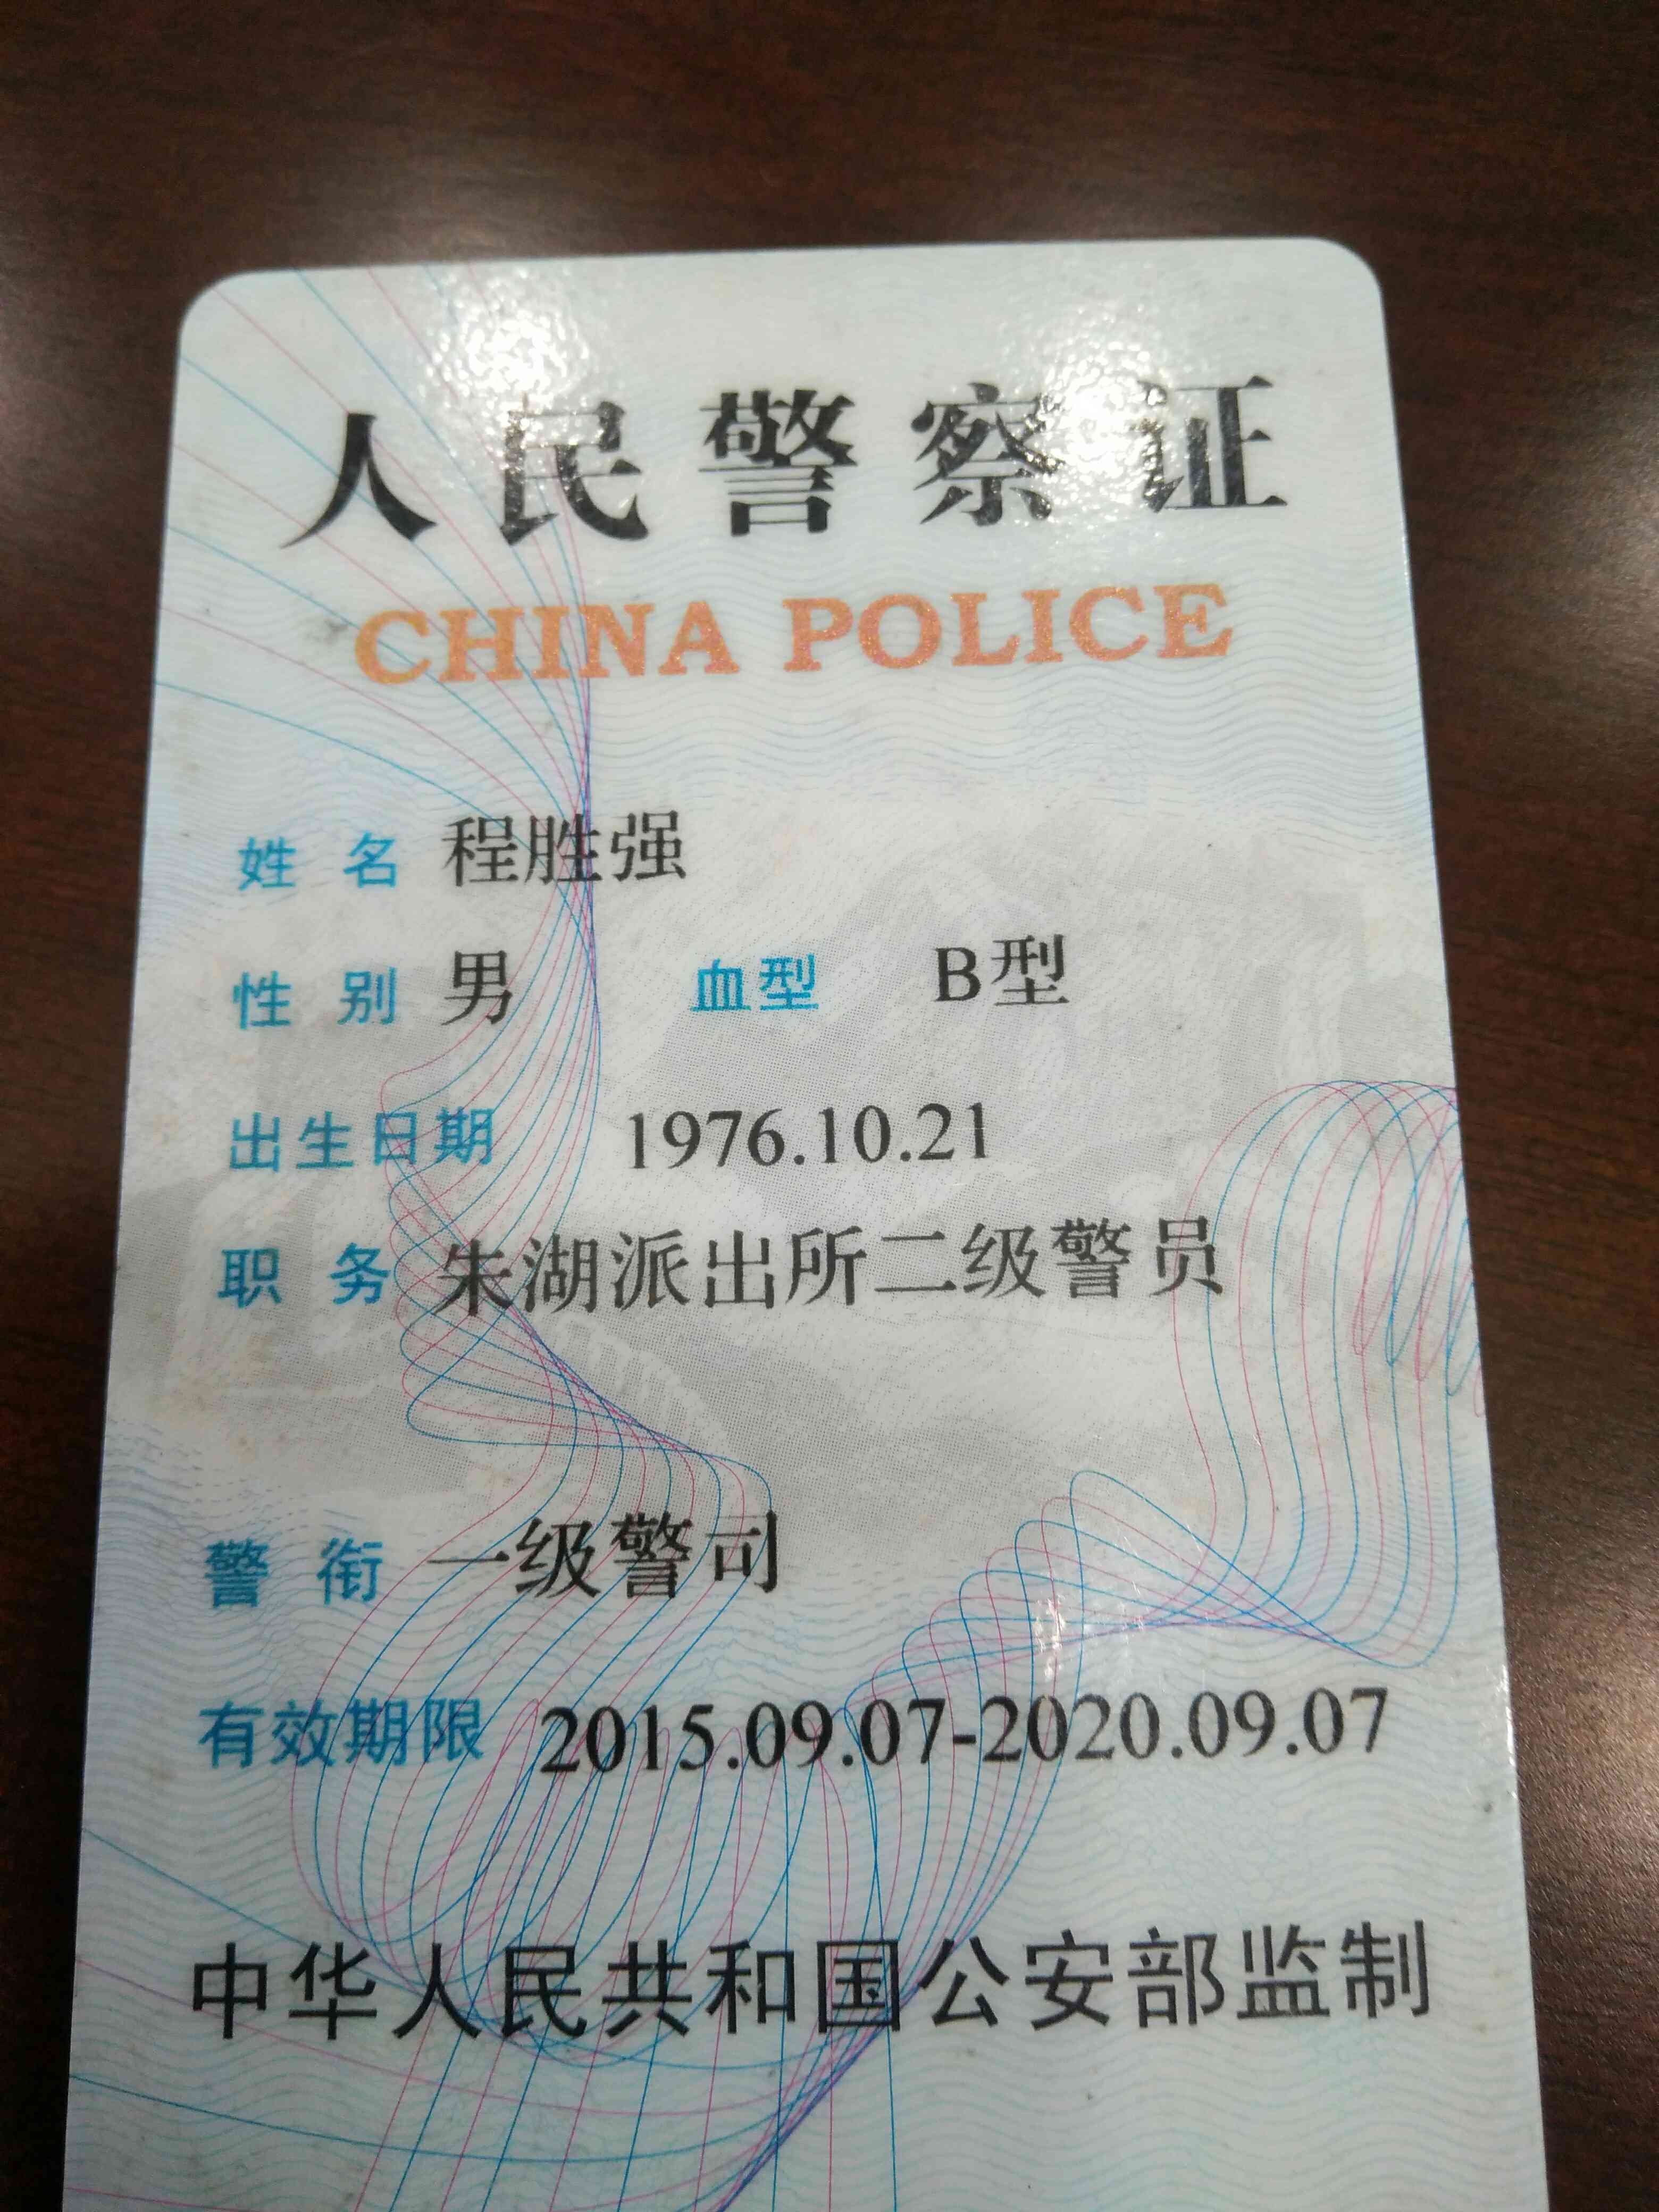 人民警察证
CHINA POLICE
姓名 程胜强
性别 男 血型 B型
出生日期 1976.10.21
职务 朱湖派出所二级警员
警衔 一级警司
有效期限 2015.09.07-2020.09.07
中华人民共和国公安部监制